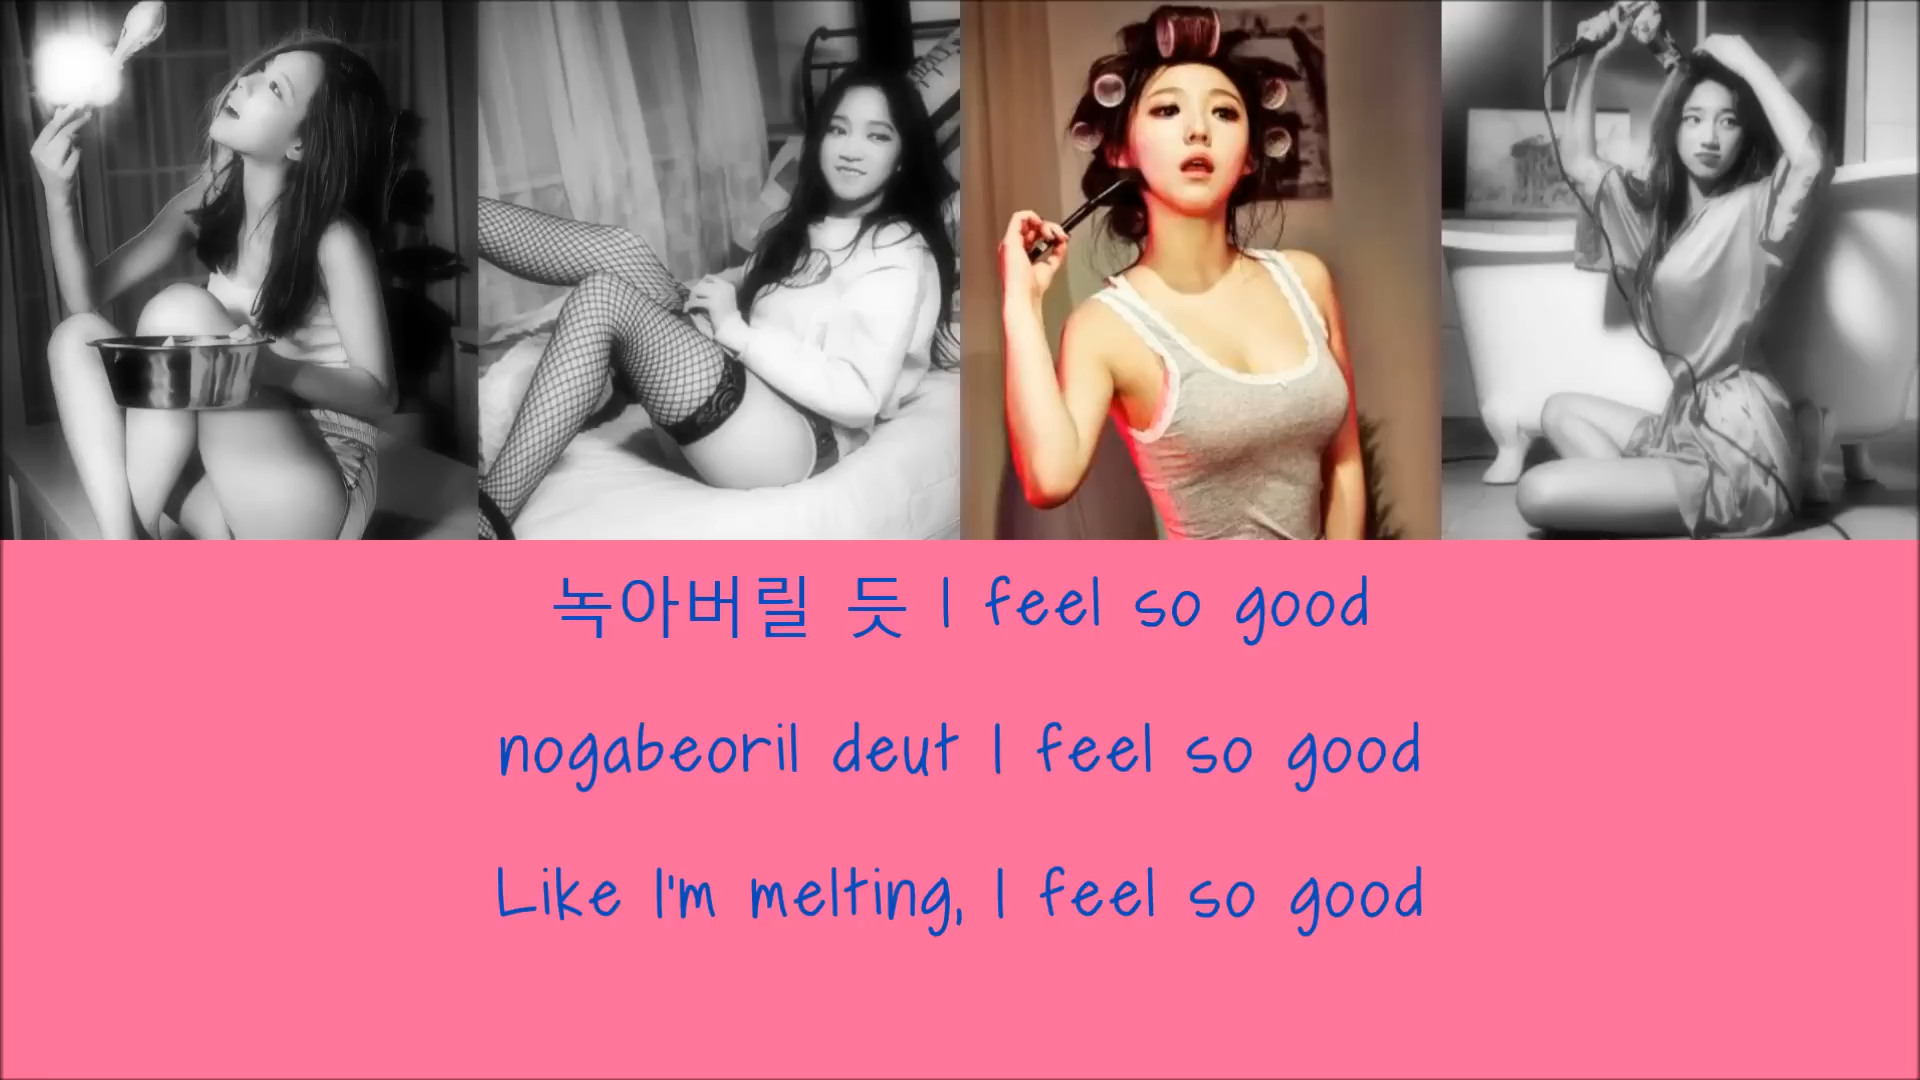 녹아버릴 듯 I feel so good
nogabeoril deut I feel so good
Like I'm melting, I feel so good